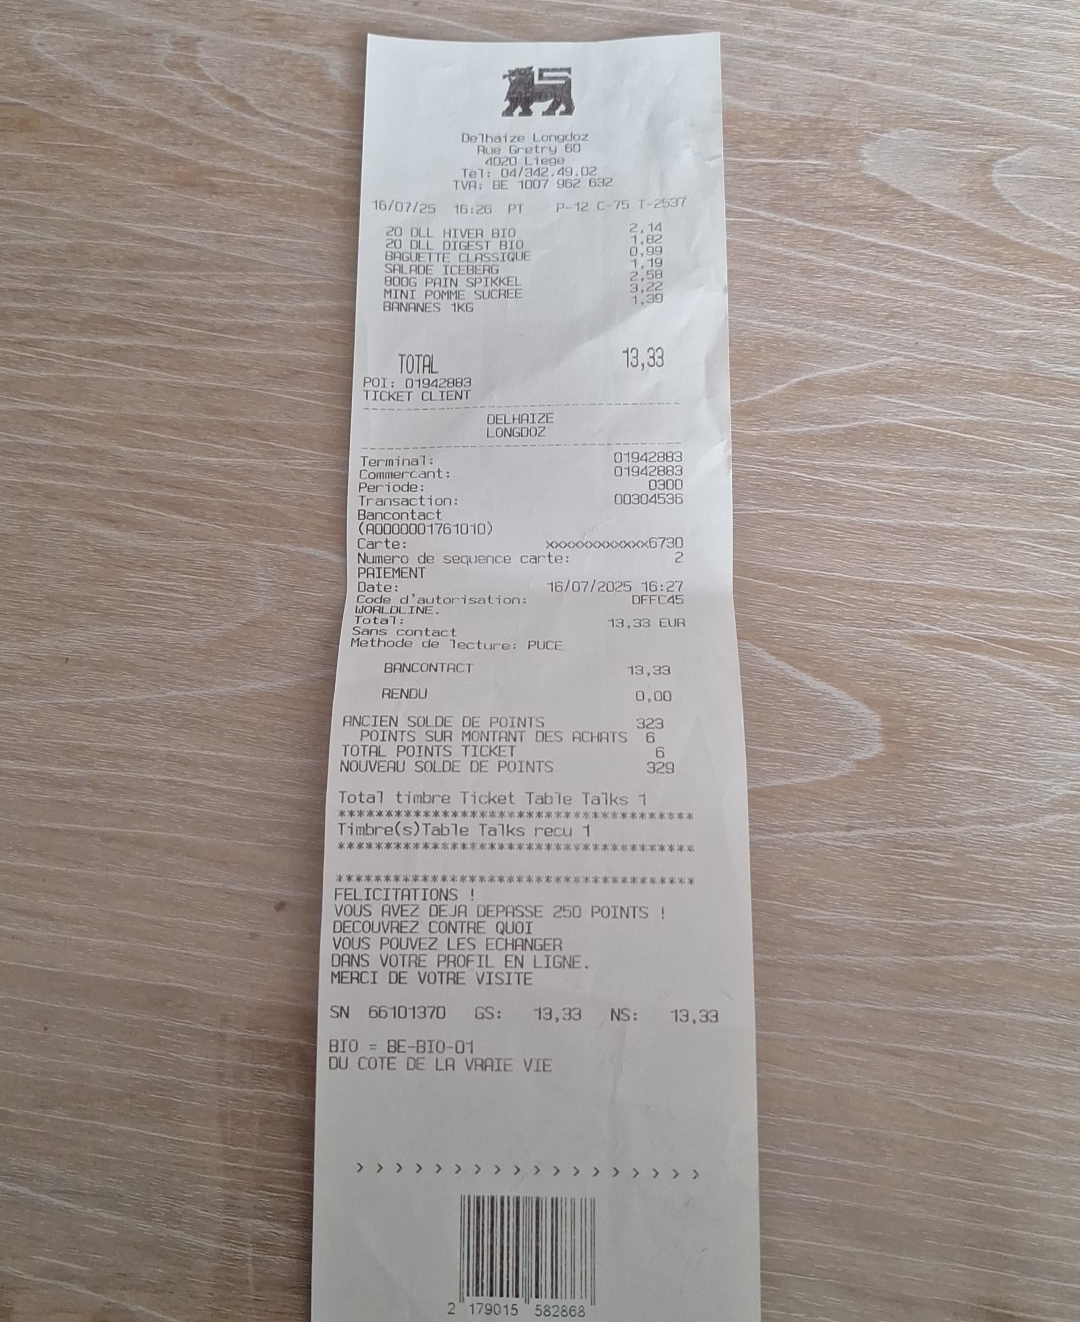 Delhaize Longdoz
Rue Gretry 60
4020 Liege
Tel: 04/342.49.02
TVA: BE 1007 962 632
16/07/25 16:26 PT P-12 C-75 T-2537
20 DLL HIVER BIO 2,14
20 DLL DIGEST BIO 1,82
BAGUETTE CLASSIQUE 0,99
SALADE ICEBERG 1,19
800G PAIN SPIKKEL 2,58
MINI POMME SUCREE 3,22
BANANES 1KG 1,39
TOTAL 13,33
POI: 01942883
TICKET CLIENT
DELHAIZE
LONGDOZ
Terminal: 01942883
Commercant: 01942883
Periode: 0300
Transaction: 00304536
Bancontact
(A0000001761010)
Carte: xxxxxxxxxxxxx6730
Numero de sequence carte: 2
PAIEMENT
Date: 16/07/2025 16:27
Code d'autorisation: DFFC45
WORLDLINE.
Total: 13,33 EUR
Sans contact
Methode de lecture: PUCE
BANCONTACT 13,33
RENDU 0,00
ANCIEN SOLDE DE POINTS 323
POINTS SUR MONTANT DES ACHATS 6
TOTAL POINTS TICKET 6
NOUVEAU SOLDE DE POINTS 329
Total timbre Ticket Table Talks 1
************************************
Timbre(s)Table Talks recu 1
************************************
************************************
FELICITATIONS !
VOUS AVEZ DEJA DEPASSE 250 POINTS !
DECOUVREZ CONTRE QUOI
VOUS POUVEZ LES ECHANGER
DANS VOTRE PROFIL EN LIGNE.
MERCI DE VOTRE VISITE
SN 66101370 GS: 13,33 NS: 13,33
BIO = BE-BIO-01
DU COTE DE LA VRAIE VIE
> > > > > > > > > > > > > > > > > >
2 179015 582868